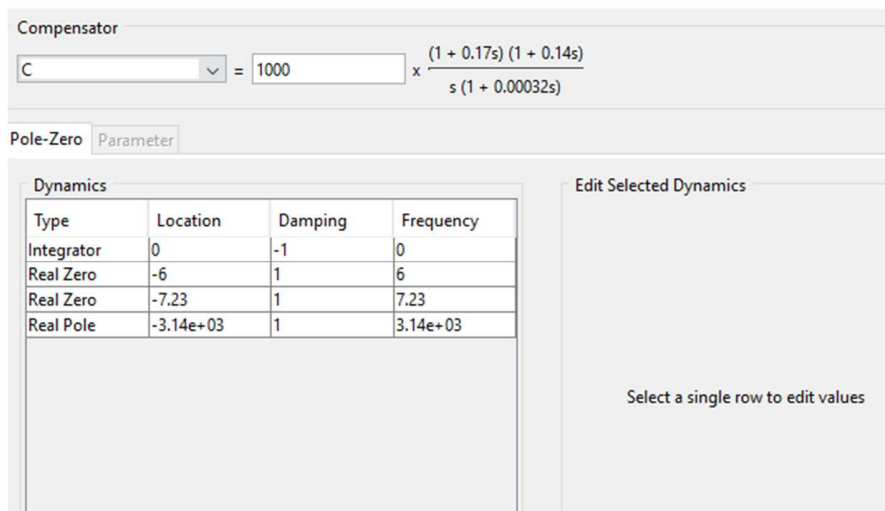 Compensator
C = 1000 x (1 + 0.17s) (1 + 0.14s)
s (1 + 0.00032s)
Pole-Zero Parameter
Dynamics
Edit Selected Dynamics
Type Location Damping Frequency
Integrator 0 -1 0
Real Zero -6 1 6
Real Zero -7.23 1 7.23
Real Pole -3.14e+03 1 3.14e+03
Select a single row to edit values